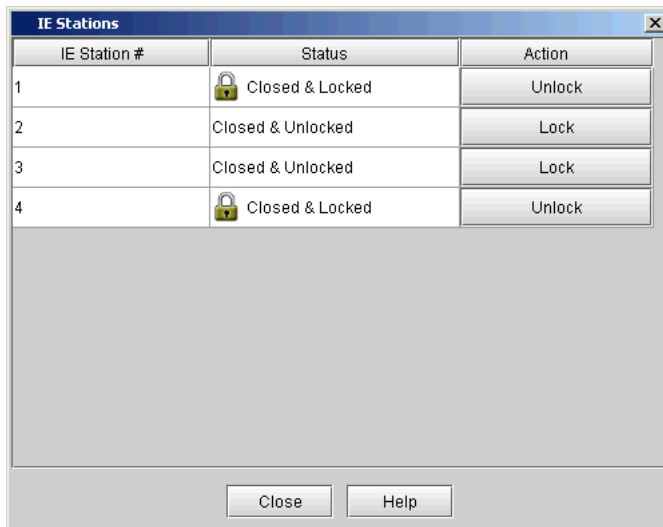 IE Stations
IE Station # Status Action
1 Closed & Locked Unlock
2 Closed & Unlocked Lock
3 Closed & Unlocked Lock
4 Closed & Locked Unlock
Close Help